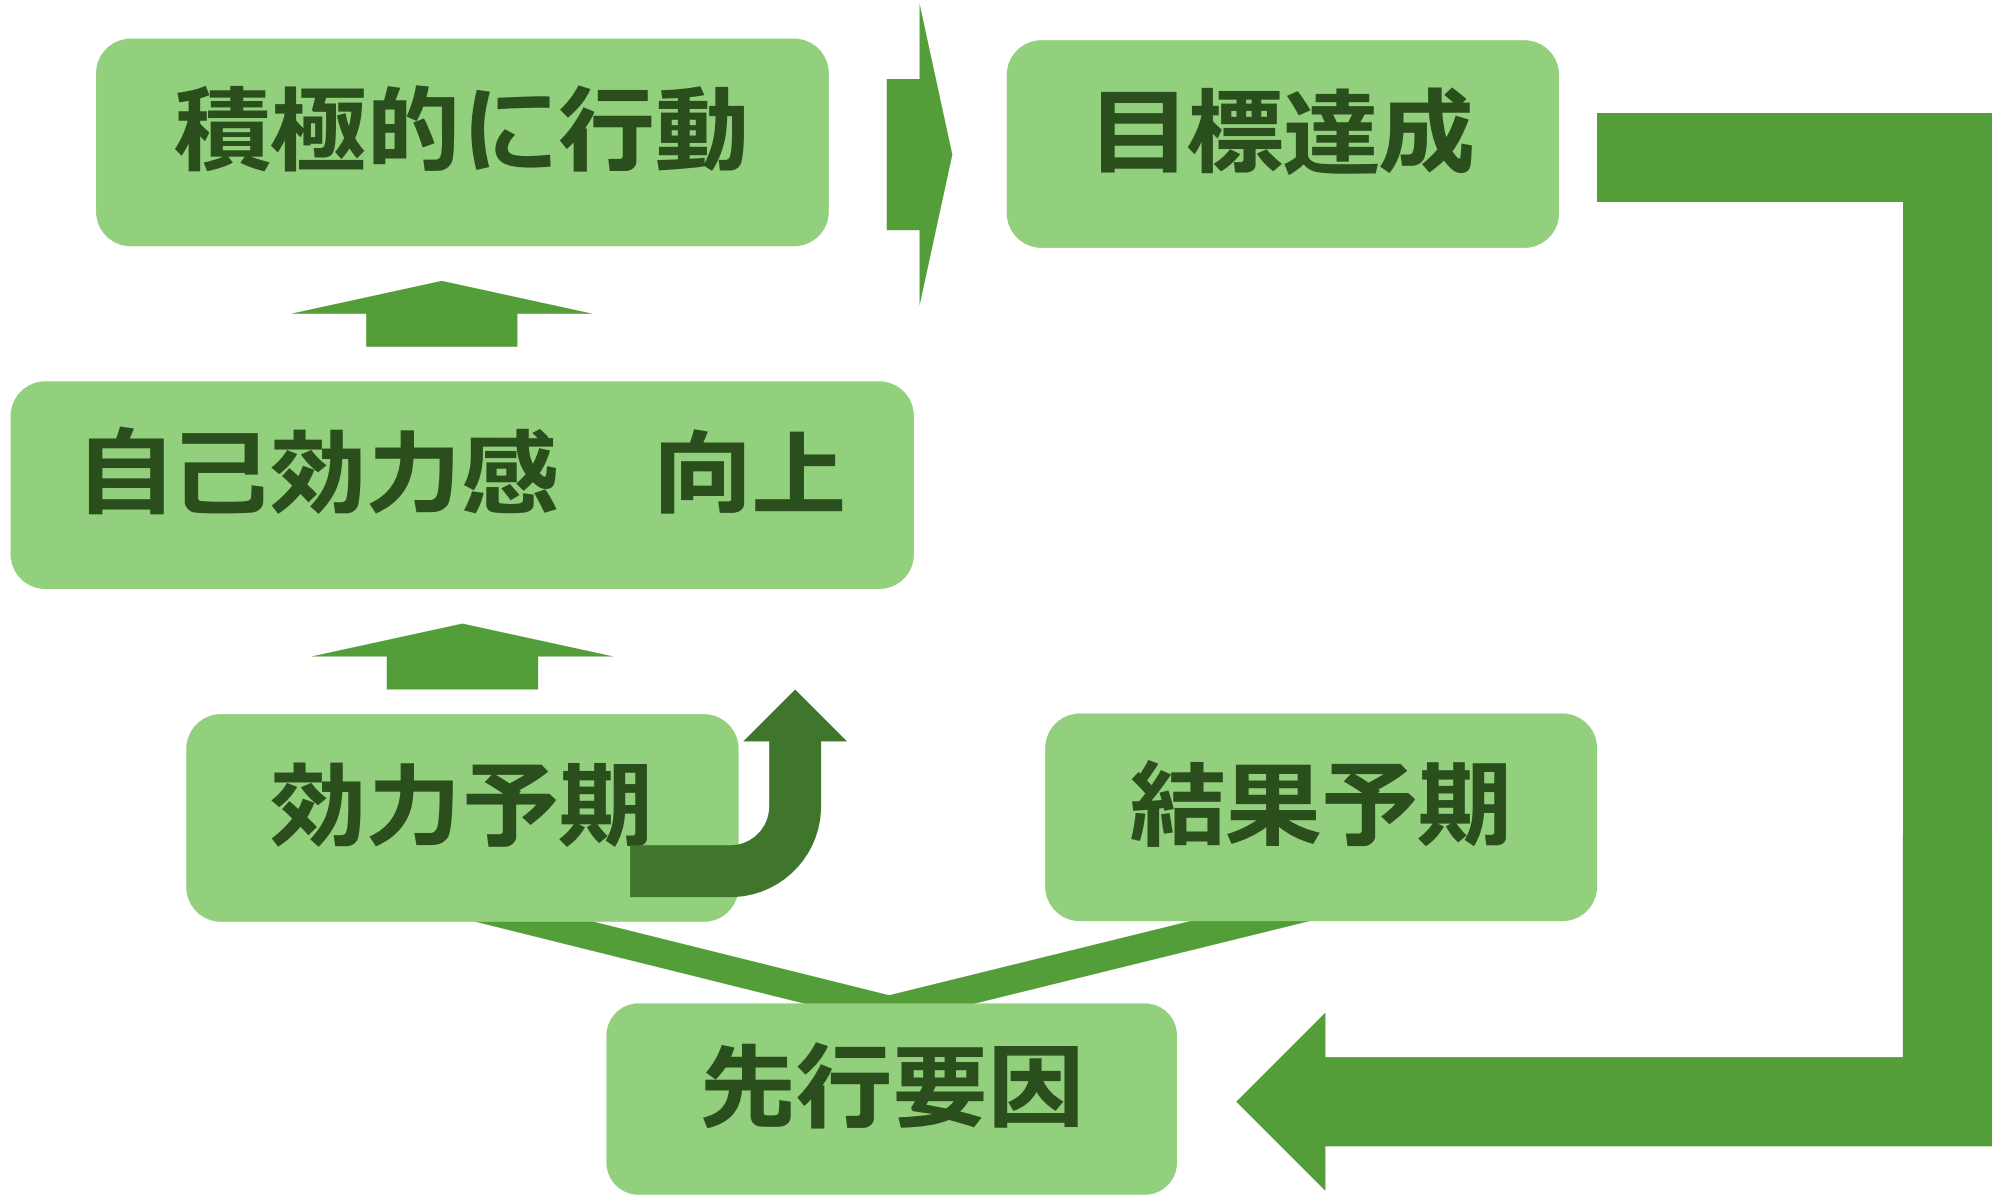 積極的に行動
目標達成
自己効力感　向上
効力予期
結果予期
先行要因